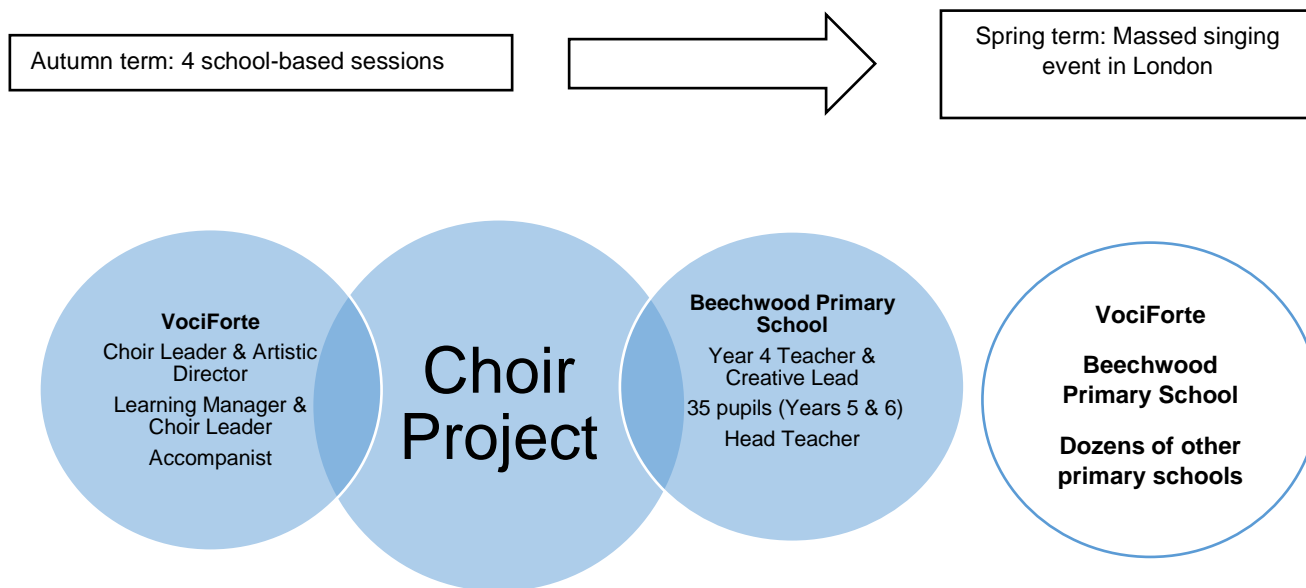 Autumn term: 4 school-based sessions
Spring term: Massed singing
event in London
VociForte
Choir Leader & Artistic
Director
Learning Manager &
Choir Leader
Accompanist
Choir
Project
Beechwood Primary
School
Year 4 Teacher &
Creative Lead
35 pupils (Years 5 & 6)
Head Teacher
VociForte
Beechwood
Primary School
Dozens of other
primary schools